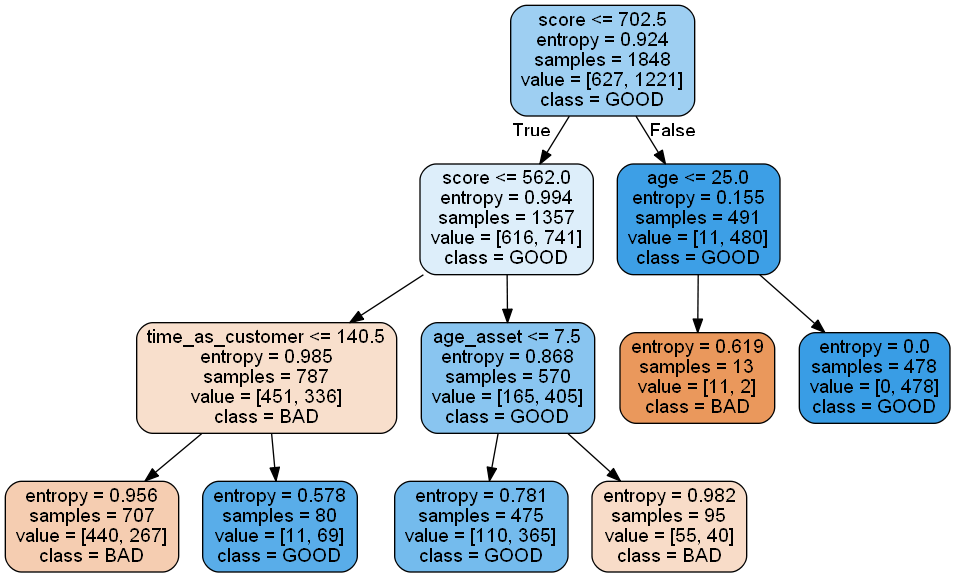 score <= 702.5
entropy = 0.924
samples = 1848
value = [627, 1221]
class = GOOD
True
False
score <= 562.0
entropy = 0.994
samples = 1357
value = [616, 741]
class = GOOD
age <= 25.0
entropy = 0.155
samples = 491
value = [11, 480]
class = GOOD
time_as_customer <= 140.5
entropy = 0.985
samples = 787
value = [451, 336]
class = BAD
age_asset <= 7.5
entropy = 0.868
samples = 570
value = [165, 405]
class = GOOD
entropy = 0.619
samples = 13
value = [11, 2]
class = BAD
entropy = 0.0
samples = 478
value = [0, 478]
class = GOOD
entropy = 0.956
samples = 707
value = [440, 267]
class = BAD
entropy = 0.578
samples = 80
value = [11, 69]
class = GOOD
entropy = 0.781
samples = 475
value = [110, 365]
class = GOOD
entropy = 0.982
samples = 95
value = [55, 40]
class = BAD